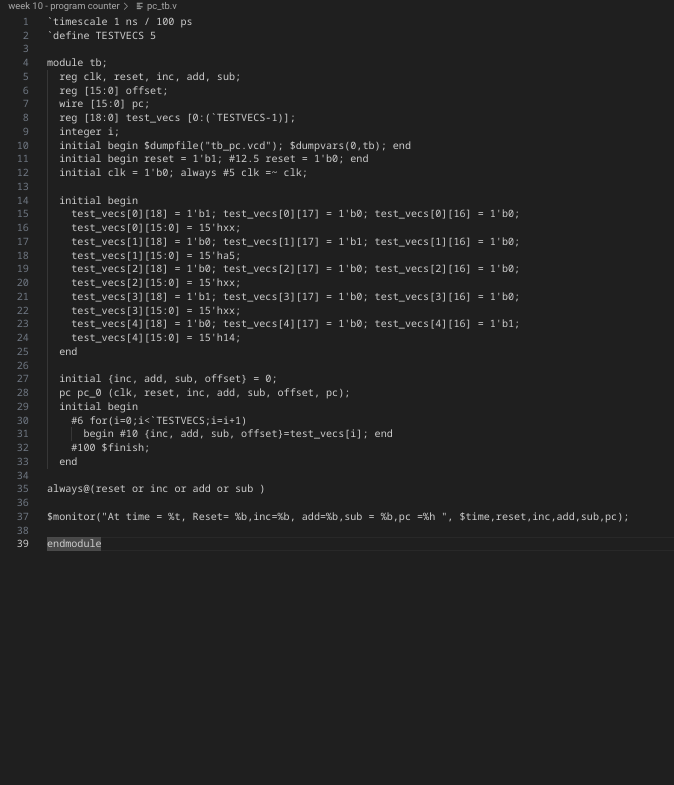 week 10 - program counter > pc_tb.v
1 `timescale 1 ns / 100 ps
2 `define TESTVECS 5
3
4 module tb;
5 reg clk, reset, inc, add, sub;
6 reg [15:0] offset;
7 wire [15:0] pc;
8 reg [18:0] test_vecs [0:(`TESTVECS-1)];
9 integer i;
10 initial begin $dumpfile("tb_pc.vcd"); $dumpvars(0,tb); end
11 initial begin reset = 1'b1; #12.5 reset = 1'b0; end
12 initial clk = 1'b0; always #5 clk =~ clk;
13
14 initial begin
15 test_vecs[0][18] = 1'b1; test_vecs[0][17] = 1'b0; test_vecs[0][16] = 1'b0;
16 test_vecs[0][15:0] = 15'hxx;
17 test_vecs[1][18] = 1'b0; test_vecs[1][17] = 1'b1; test_vecs[1][16] = 1'b0;
18 test_vecs[1][15:0] = 15'ha5;
19 test_vecs[2][18] = 1'b0; test_vecs[2][17] = 1'b0; test_vecs[2][16] = 1'b0;
20 test_vecs[2][15:0] = 15'hxx;
21 test_vecs[3][18] = 1'b1; test_vecs[3][17] = 1'b0; test_vecs[3][16] = 1'b0;
22 test_vecs[3][15:0] = 15'hxx;
23 test_vecs[4][18] = 1'b0; test_vecs[4][17] = 1'b0; test_vecs[4][16] = 1'b1;
24 test_vecs[4][15:0] = 15'h14;
25 end
26
27 initial {inc, add, sub, offset} = 0;
28 pc pc_0 (clk, reset, inc, add, sub, offset, pc);
29 initial begin
30 #6 for(i=0;i<`TESTVECS;i=i+1)
31 begin #10 {inc, add, sub, offset}=test_vecs[i]; end
32 #100 $finish;
33 end
34
35 always@(reset or inc or add or sub )
36
37 $monitor("At time = %t, Reset= %b,inc=%b, add=%b,sub = %b,pc =%h ", $time,reset,inc,add,sub,pc);
38
39 endmodule